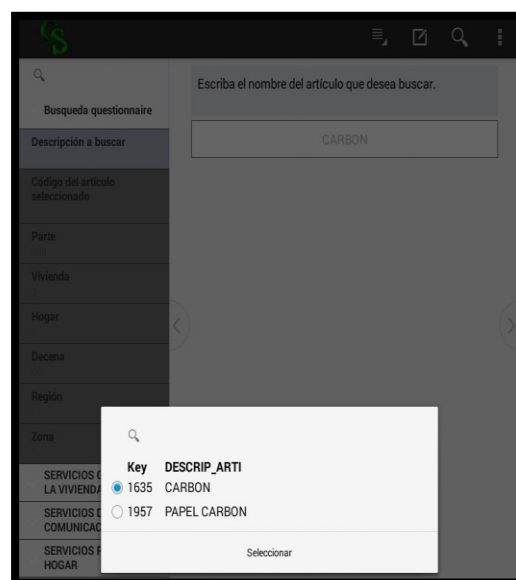 CS
Escriba el nombre del artículo que desea buscar.
CARBON
Busqueda questionnaire
Descripción a buscar
Código del artículo
seleccionado
Parte
Vivienda
Hogar
Decena
Región
Zona
SERVICIOS
LA VIVIENDA
SERVICIOS
COMUNICAC
SERVICIOS
HOGAR
Key DESCRIP_ARTI
1635 CARBON
1957 PAPEL CARBON
Seleccionar